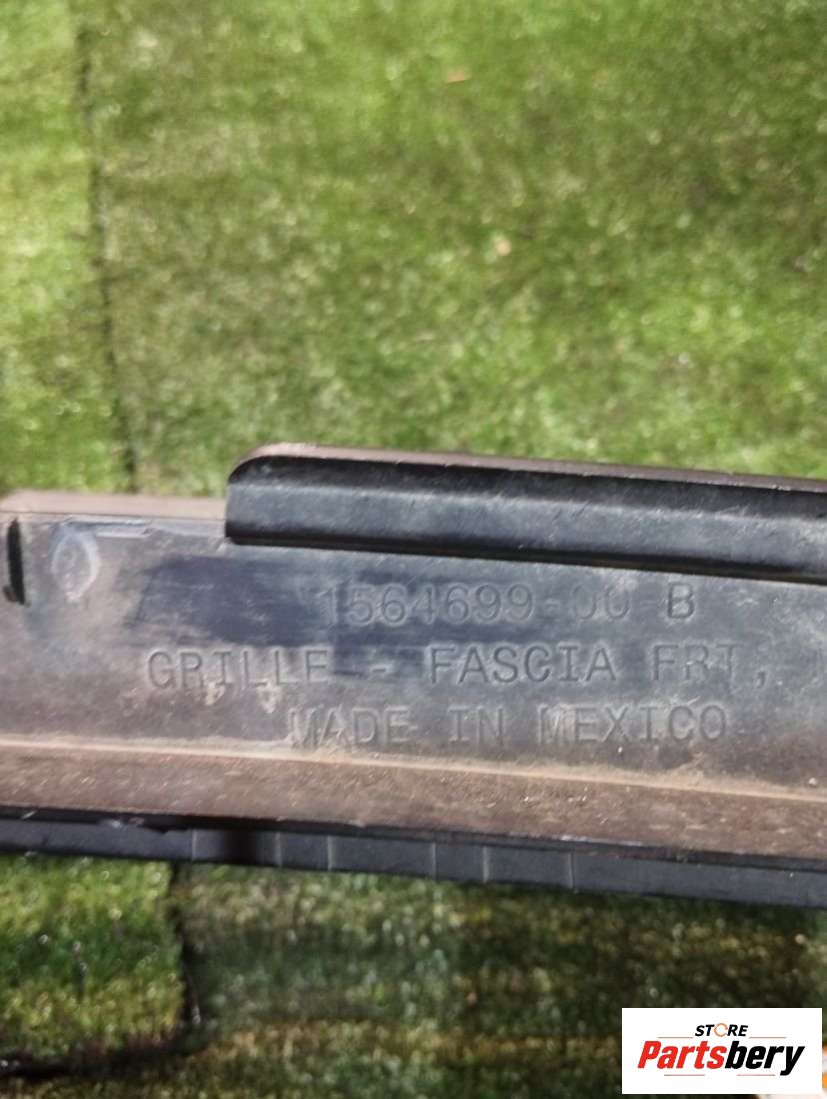 1564699-00-B
GRILLE - FASCIA FRT,
MADE IN MEXICO
STORE
Partsbery